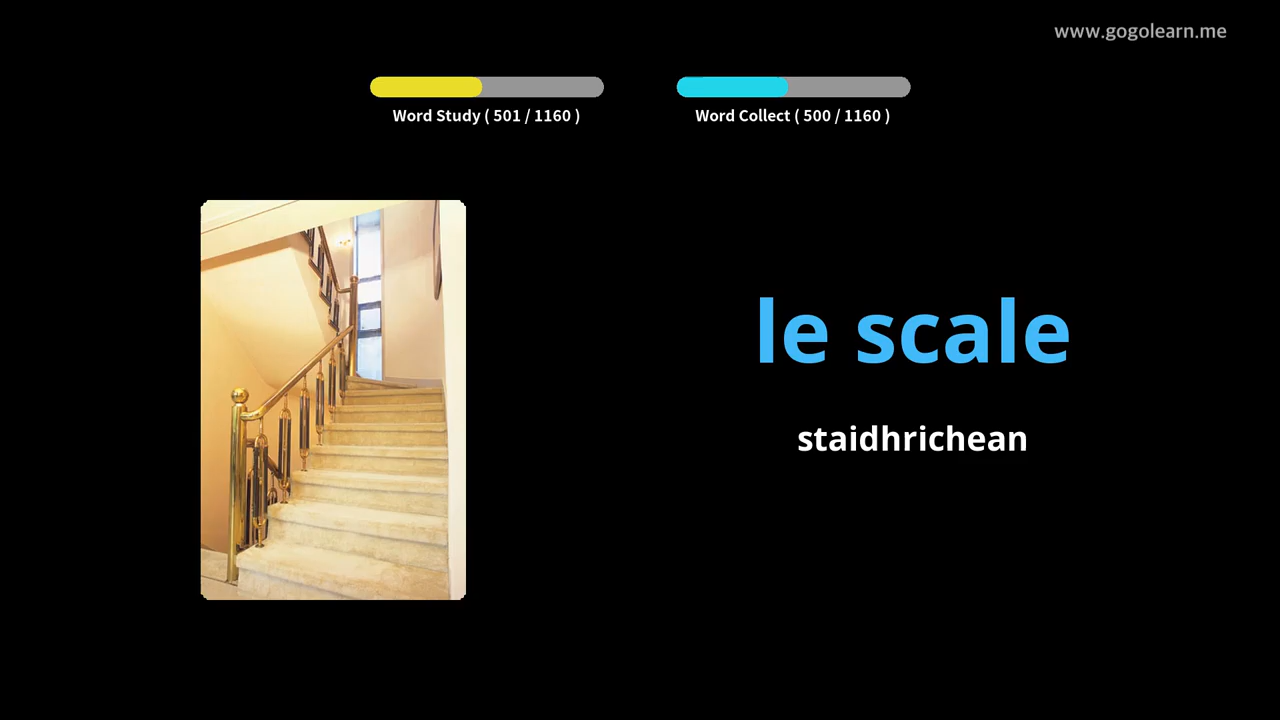 www.gogolearn.me
Word Study ( 501 / 1160 )
Word Collect ( 500 / 1160 )
le scale
staidhrichean